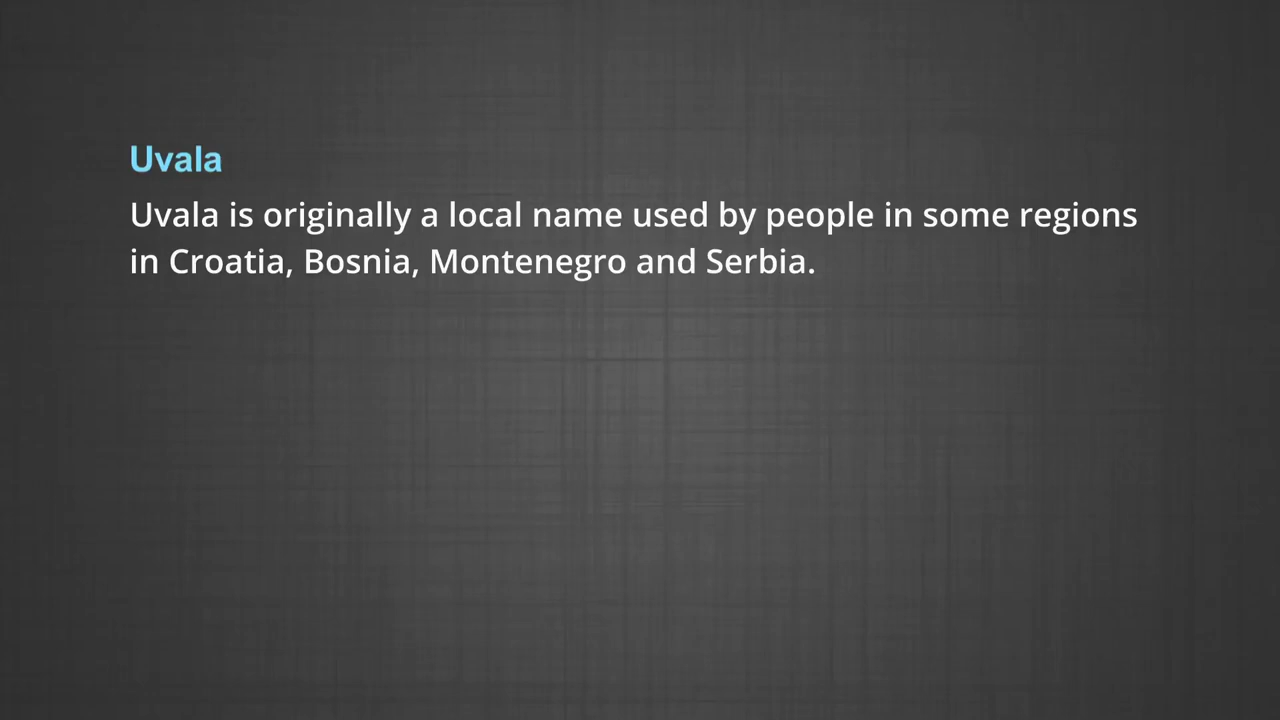 Uvala
Uvala is originally a local name used by people in some regions
in Croatia, Bosnia, Montenegro and Serbia.